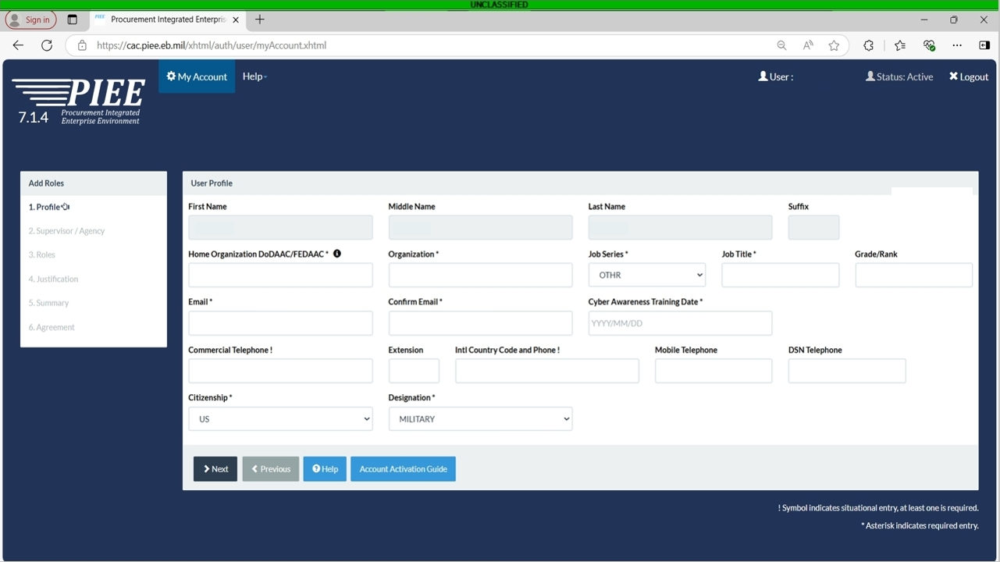 UNCLASSIFIED
Sign in
PIEE
Procurement Integrated Enterpris
https://cac.piee.eb.mil/xhtml/auth/user/myAccount.xhtml
PIEE
7.1.4
Procurement Integrated
Enterprise Environment
My Account
Help
User :
Status: Active
Logout
Add Roles
1. Profile
2. Supervisor / Agency
3. Roles
4. Justification
5. Summary
6. Agreement
User Profile
First Name
Middle Name
Last Name
Suffix
Home Organization DoDAAC/FEDAAC *
Organization *
Job Series *
Job Title *
Grade/Rank
OTHR
Email *
Confirm Email *
Cyber Awareness Training Date *
YYYY/MM/DD
Commercial Telephone !
Extension
Intl Country Code and Phone !
Mobile Telephone
DSN Telephone
Citizenship *
Designation *
US
MILITARY
Next
Previous
Help
Account Activation Guide
! Symbol indicates situational entry, at least one is required.
* Asterisk indicates required entry.